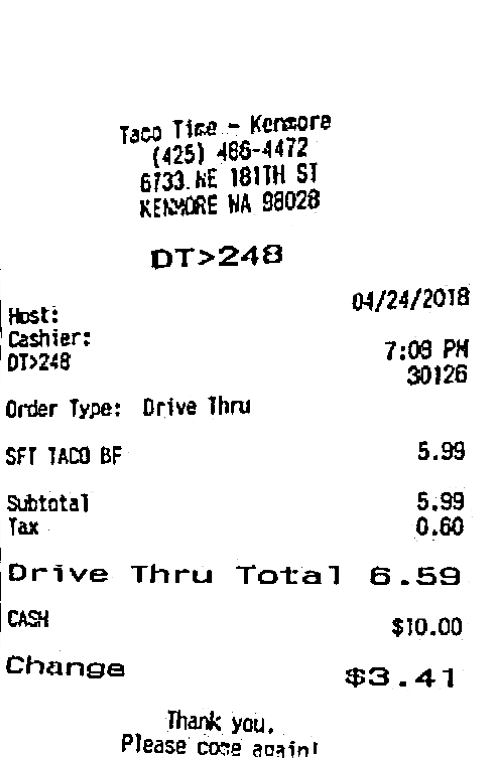 Taco Time - Kenmore
(425) 486-4472
6733 NE 181TH ST
KENMORE WA 98028
DT>248
Host: 04/24/2018
Cashier:
DT>248 7:08 PM
30126
Order Type: Drive Thru
SFT TACO BF 5.99
Subtotal 5.99
Tax 0.60
Drive Thru Total 6.59
CASH $10.00
Change $3.41
Thank you.
Please come again!